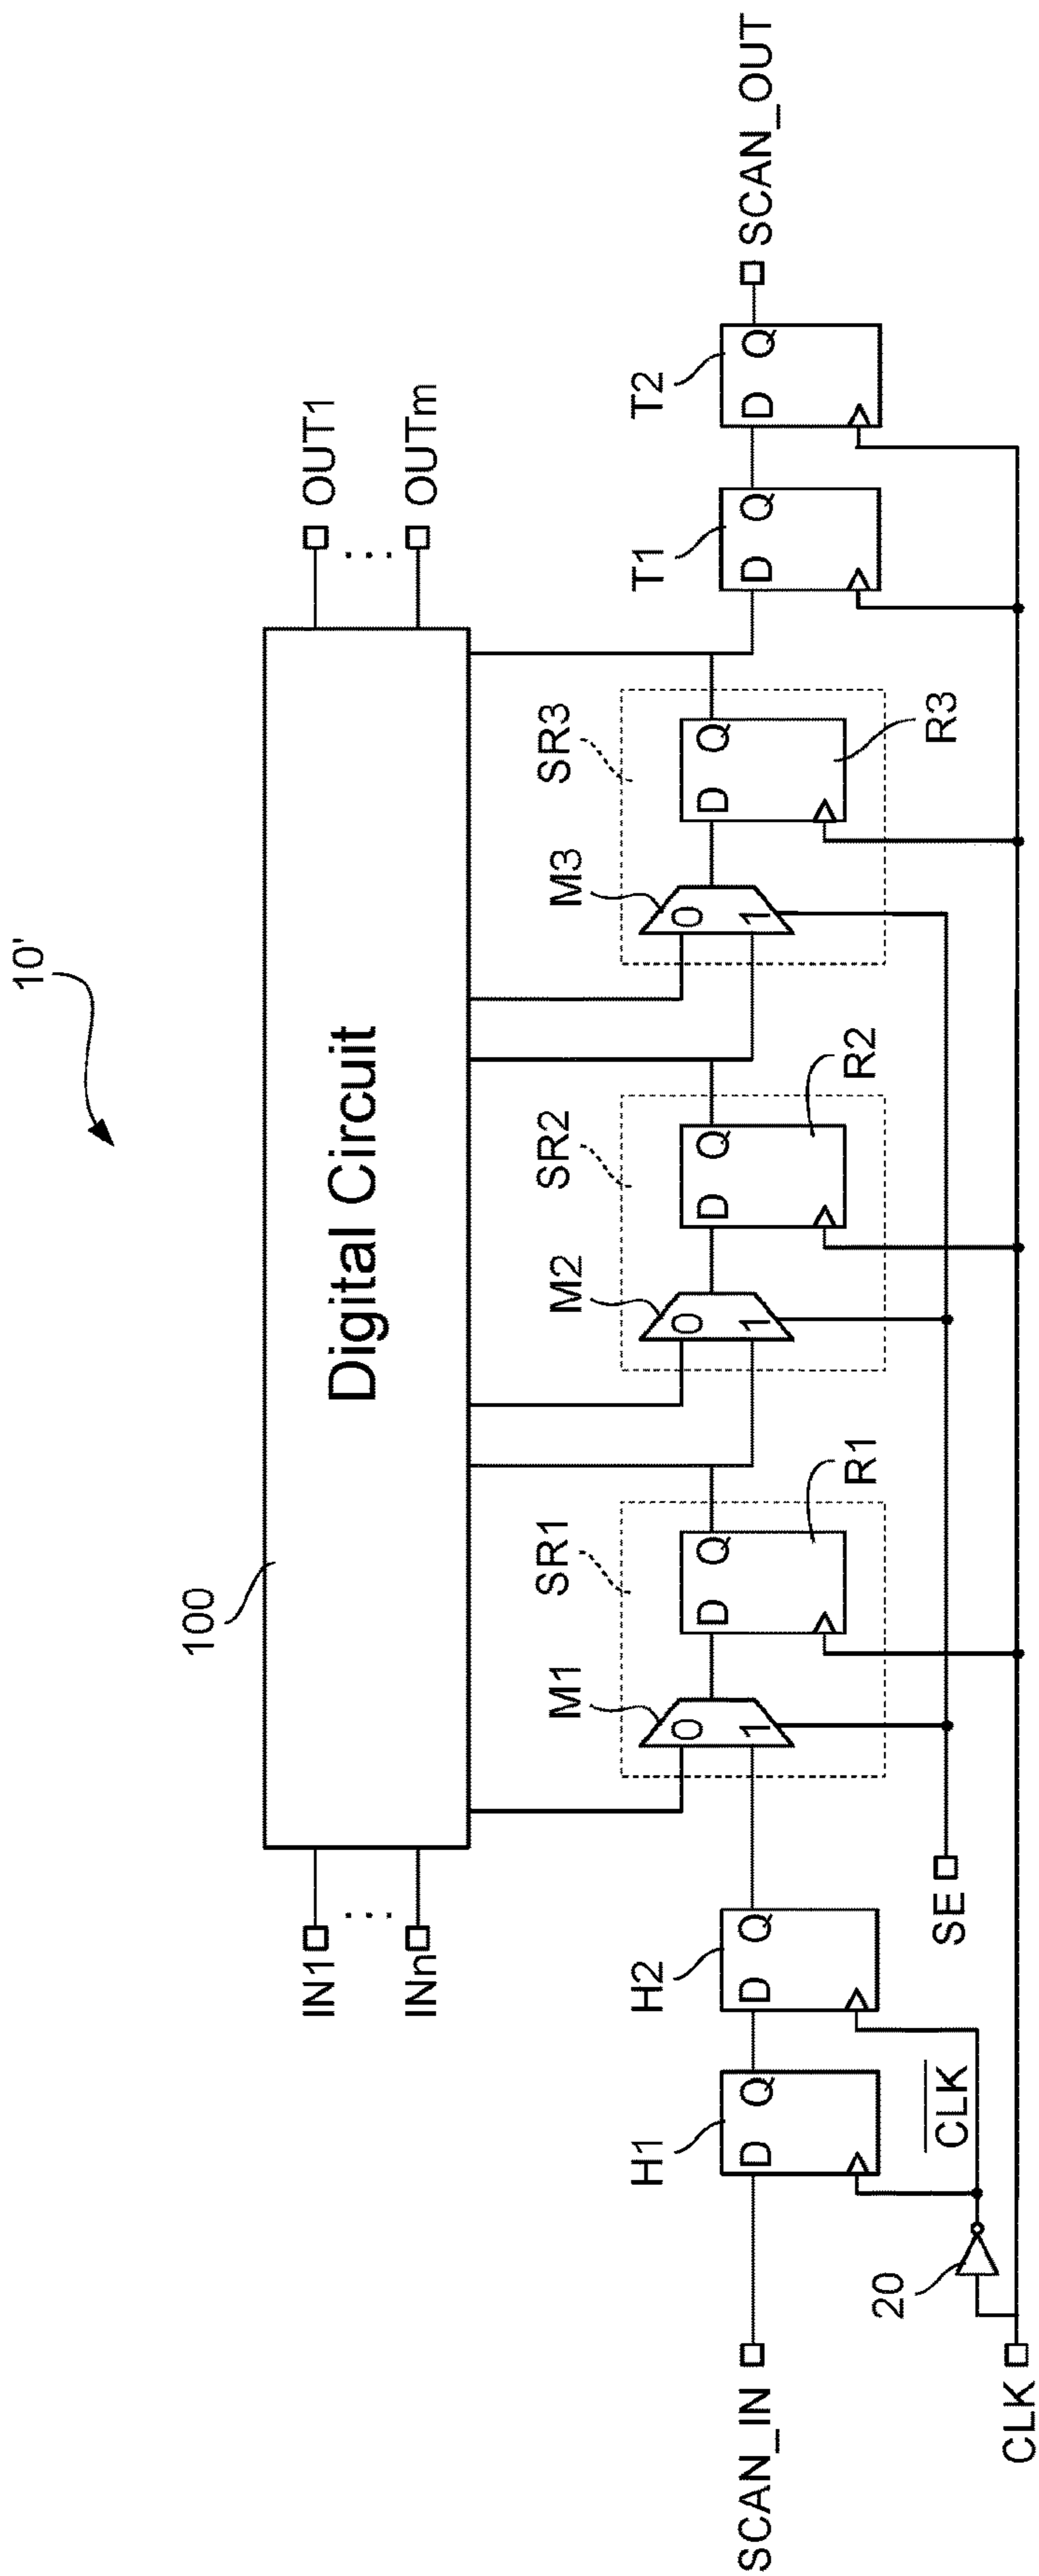 10'
100
Digital Circuit
IN1
...
INn
OUT1
...
OUTm
SR1
SR2
SR3
M1
0
1
D Q
R1
M2
0
1
D Q
R2
M3
0
1
D Q
R3
H1
D Q
H2
D Q
T1
D Q
T2
D Q
SCAN_IN
SCAN_OUT
SE
CLK
20
CLK